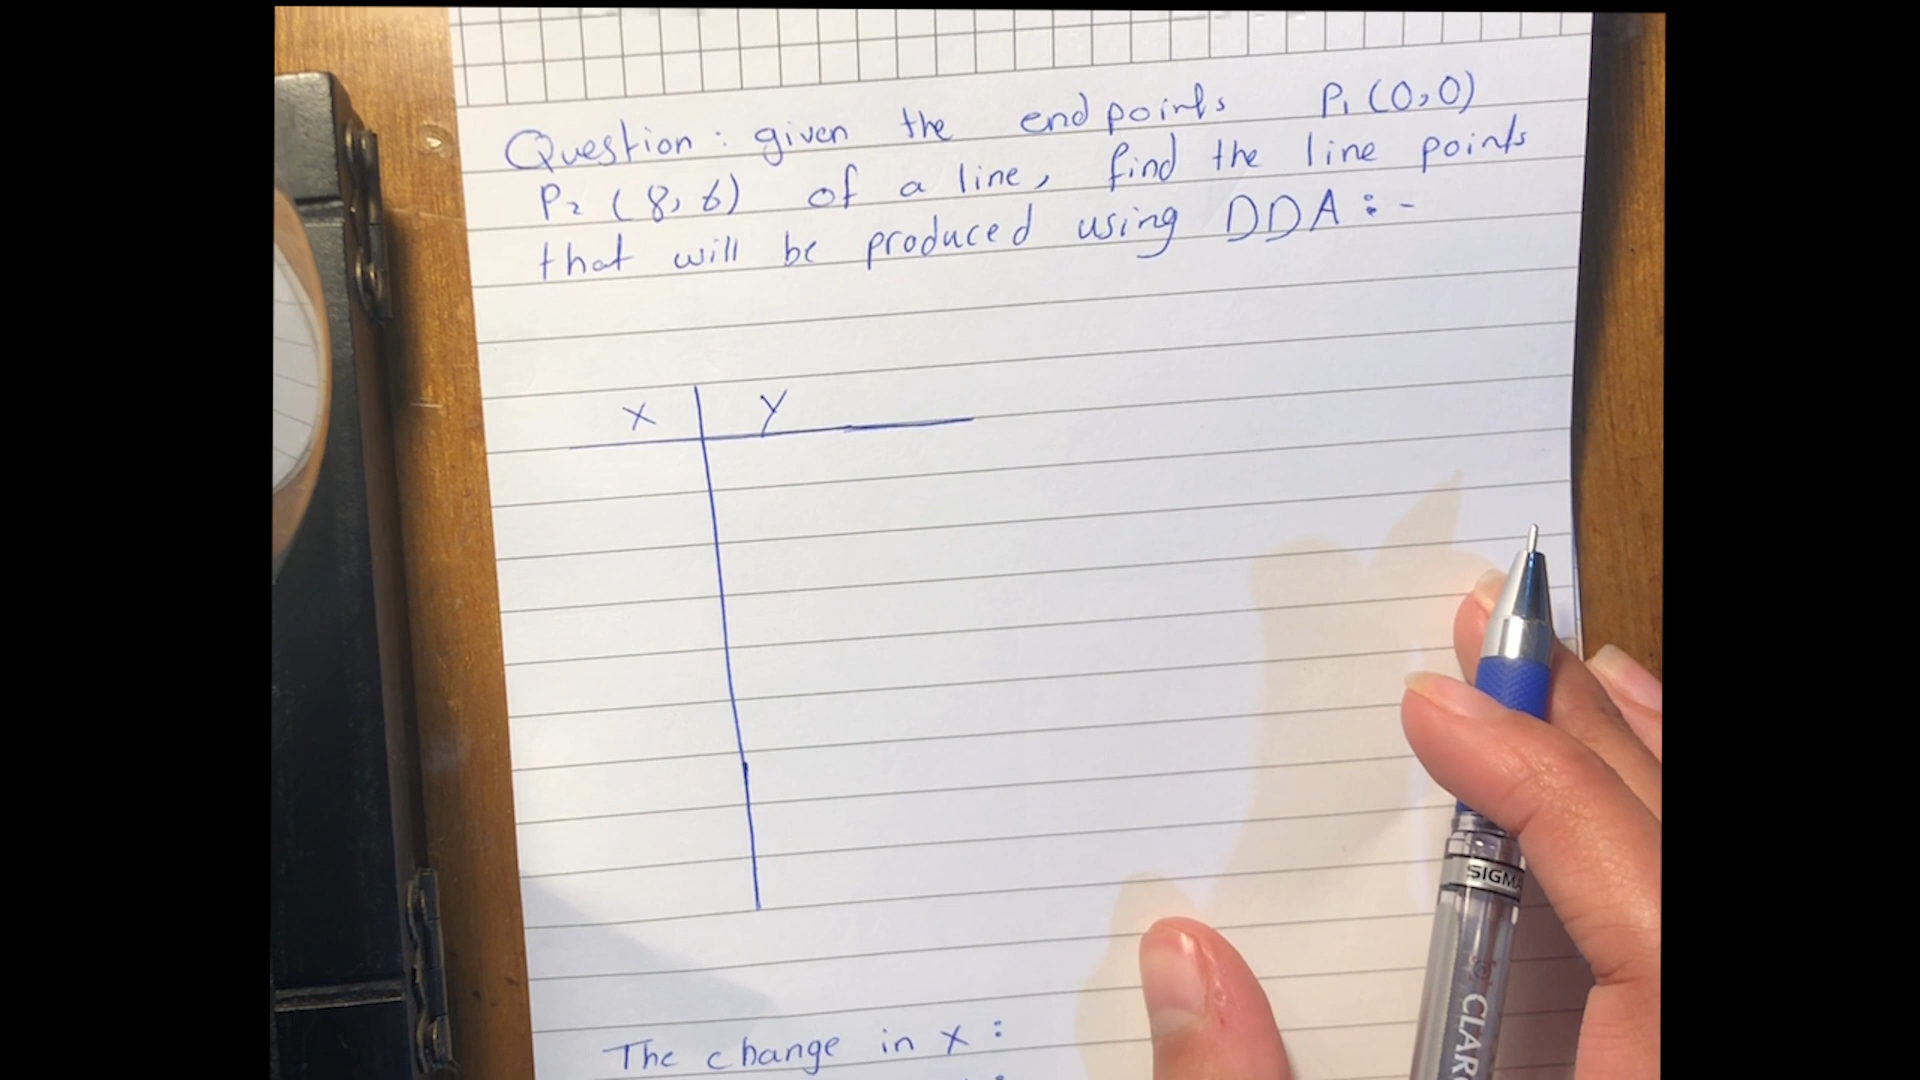 Question: given the end points P1 (0,0)
P2 (8,6) of a line, find the line points
that will be produced using DDA:-
X Y
The change in X:
SIGMA
CLARO